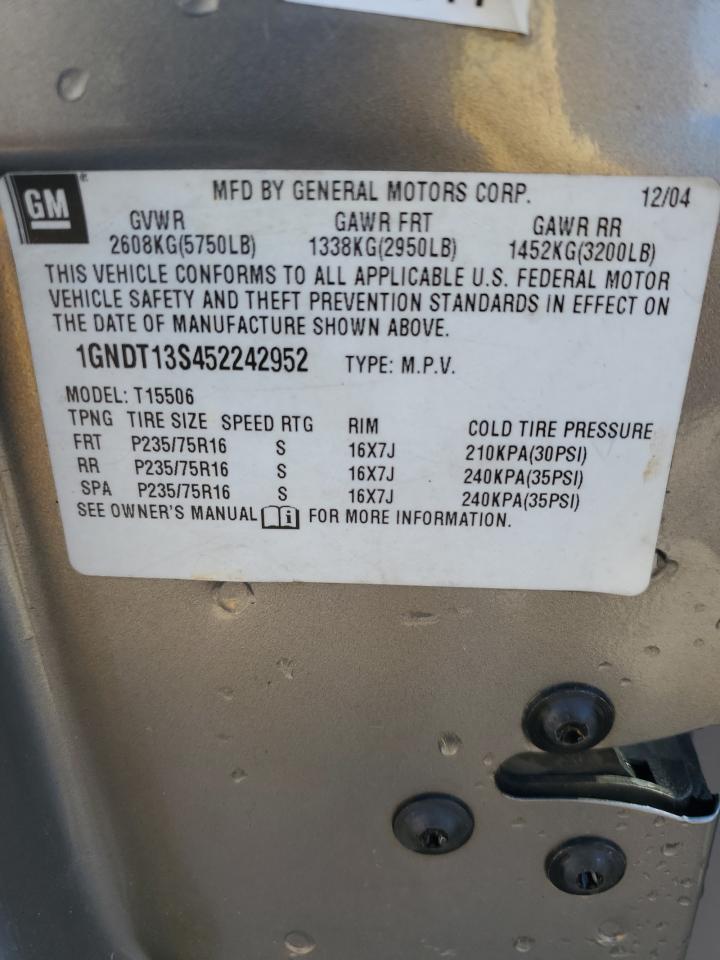 GM
MFD BY GENERAL MOTORS CORP. 12/04
GVWR GAWR FRT GAWR RR
2608KG(5750LB) 1338KG(2950LB) 1452KG(3200LB)
THIS VEHICLE CONFORMS TO ALL APPLICABLE U.S. FEDERAL MOTOR
VEHICLE SAFETY AND THEFT PREVENTION STANDARDS IN EFFECT ON
THE DATE OF MANUFACTURE SHOWN ABOVE.
1GNDT13S452242952 TYPE: M.P.V.
MODEL: T15506
TPNG TIRE SIZE SPEED RTG RIM COLD TIRE PRESSURE
FRT P235/75R16 S 16X7J 210KPA(30PSI)
RR P235/75R16 S 16X7J 240KPA(35PSI)
SPA P235/75R16 S 16X7J 240KPA(35PSI)
SEE OWNER'S MANUAL i FOR MORE INFORMATION.